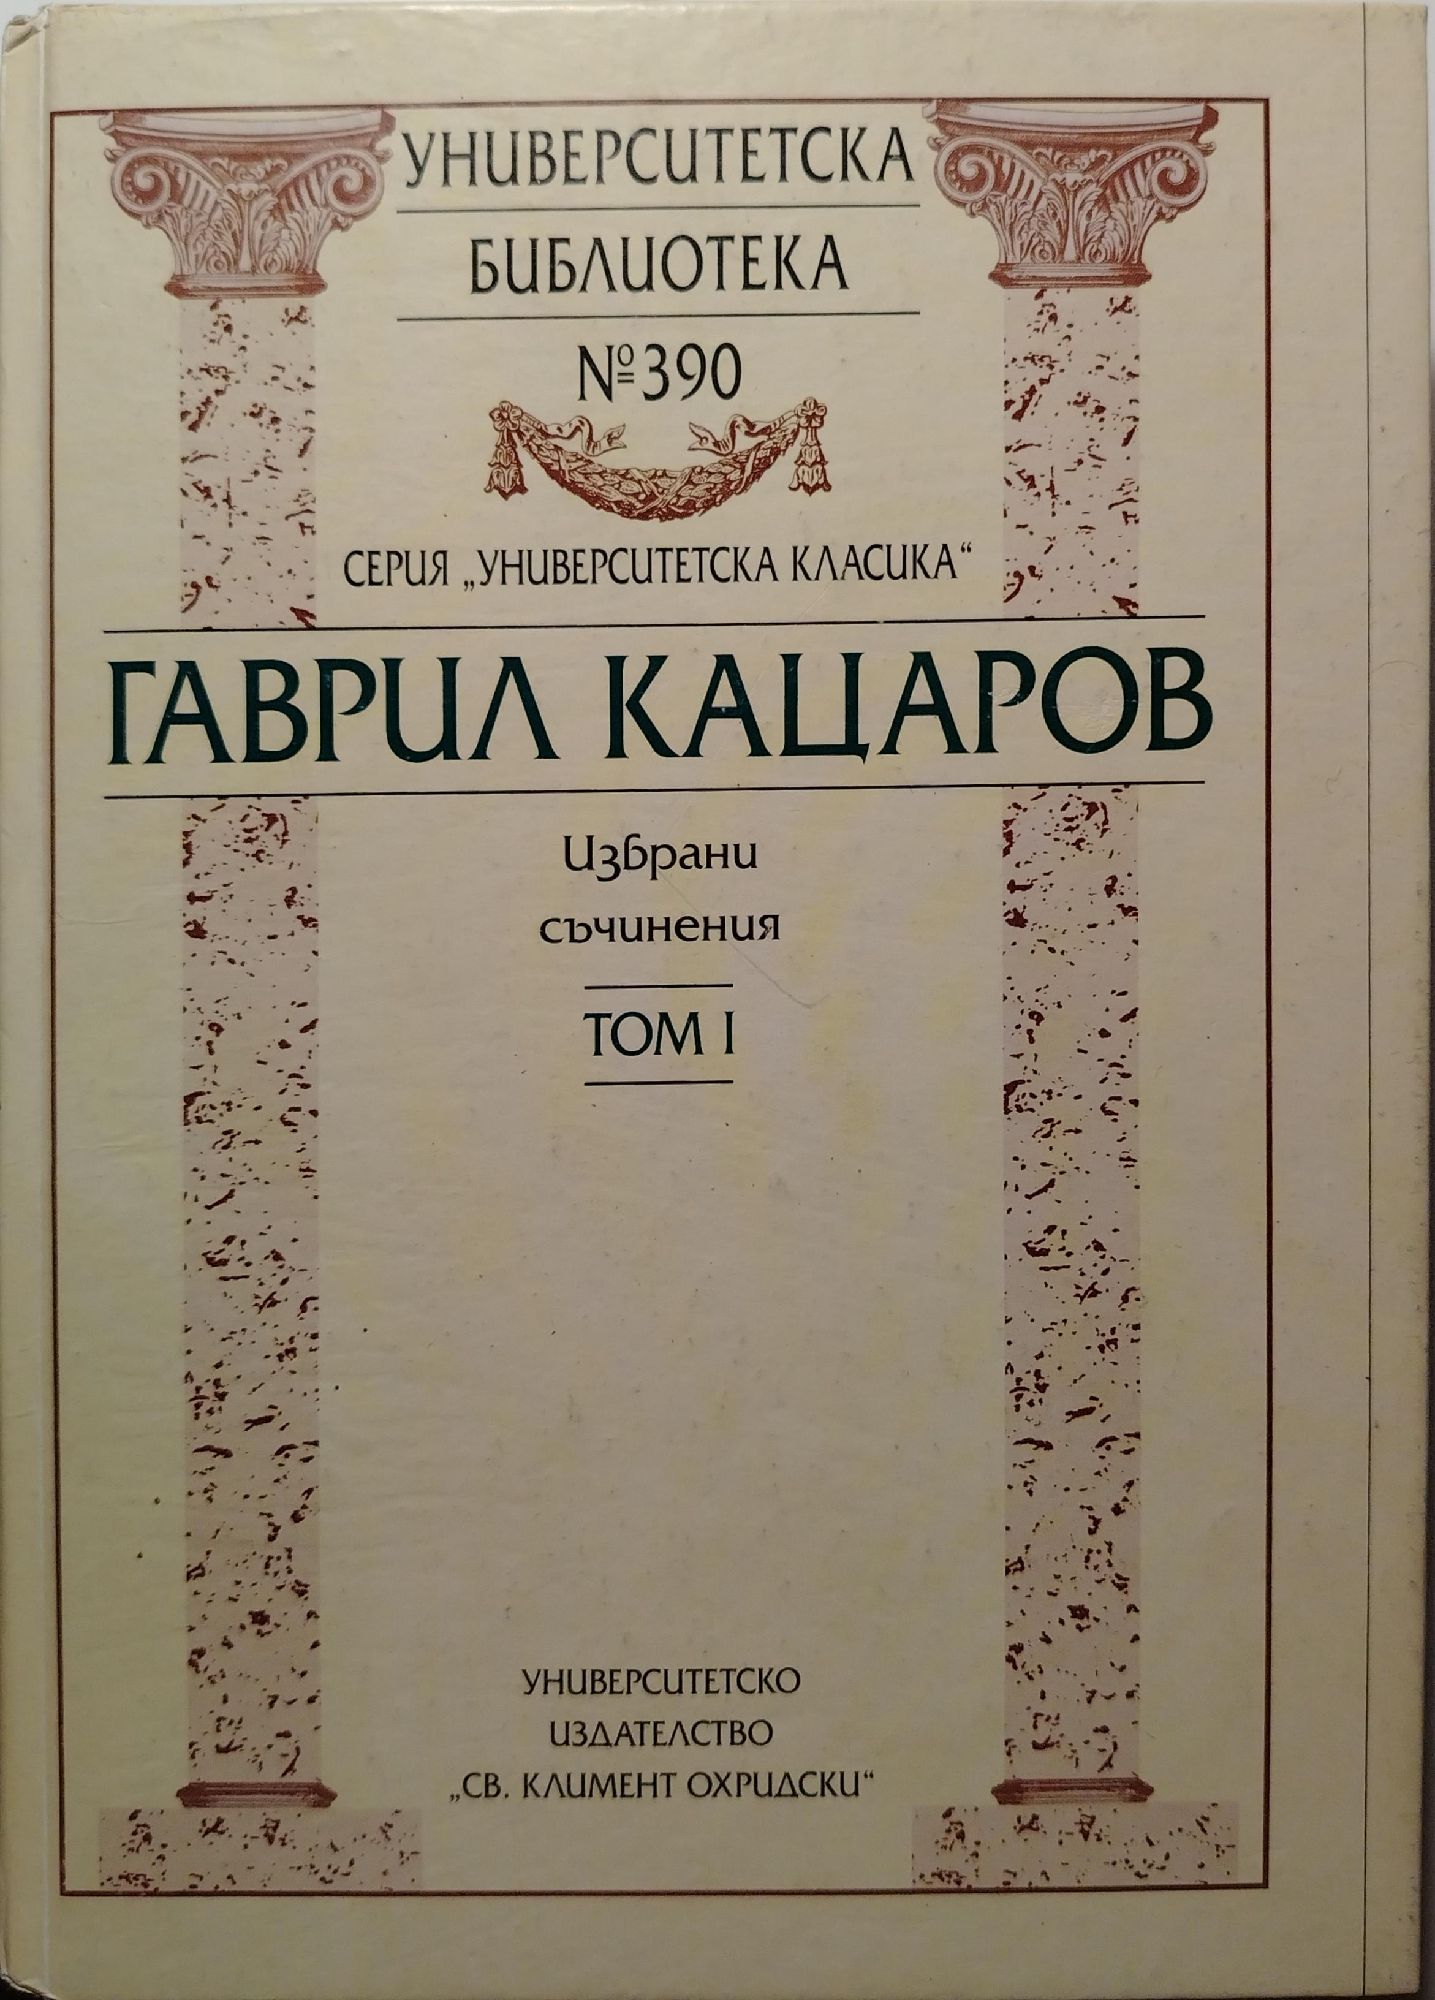 УНИВЕРСИТЕТСКА
БИБЛИОТЕКА
№390
СЕРИЯ „УНИВЕРСИТЕТСКА КЛАСИКА“
ГАВРИЛ КАЦАРОВ
Избрани
съчинения
ТОМ I
УНИВЕРСИТЕТСКО
ИЗДАТЕЛСТВО
„СВ. КЛИМЕНТ ОХРИДСКИ“